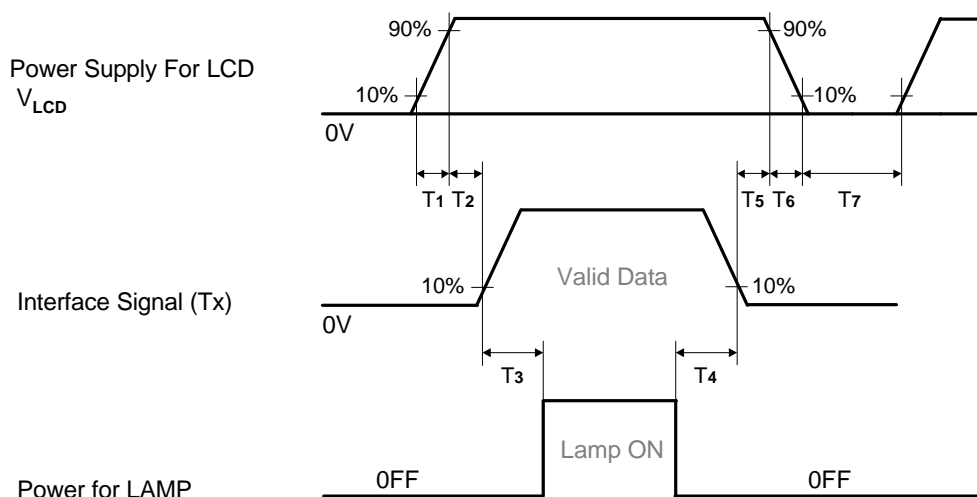 90%
90%
Power Supply For LCD
VLCD
10%
10%
0V
T1
T2
T5
T6
T7
10%
Valid Data
10%
Interface Signal (Tx)
0V
T3
T4
Lamp ON
0FF
0FF
Power for LAMP